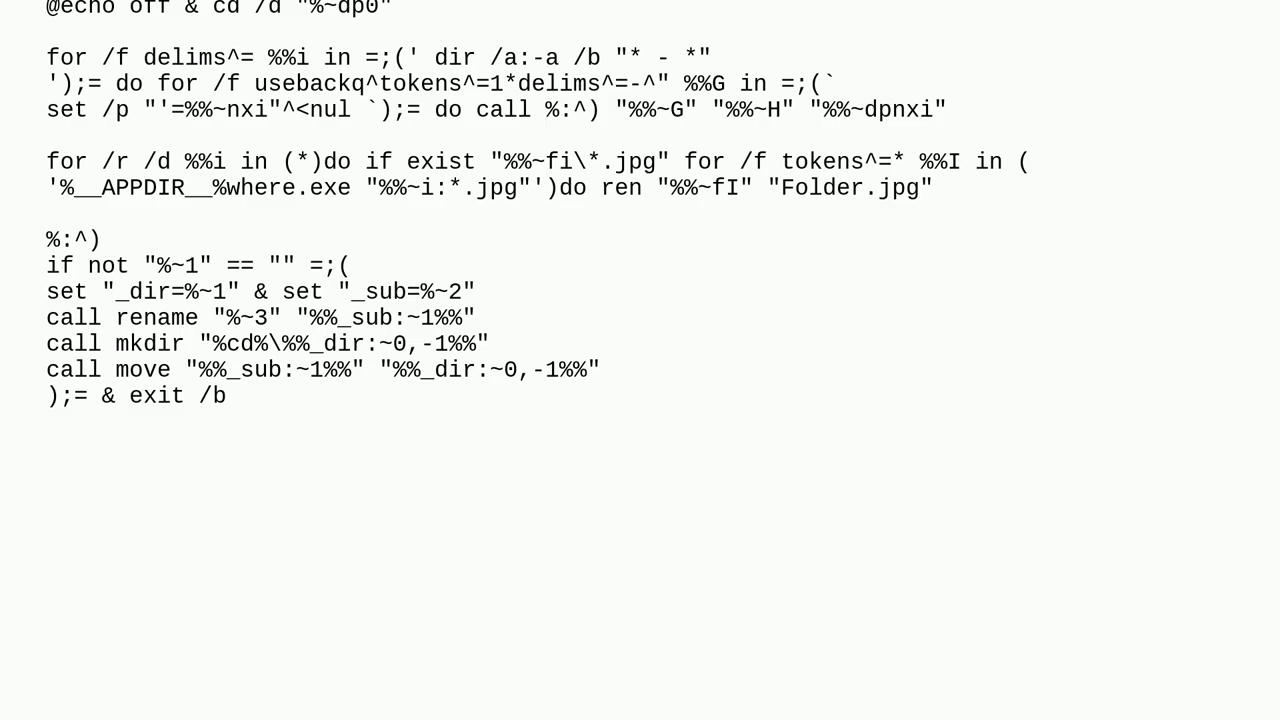 @echo off & cd /d "%~dp0"
for /f delims^= %%i in =;(' dir /a:-a /b "* - *"
');= do for /f usebackq^tokens^=1*delims^=-^" %%G in =;(`
set /p "'=%%~nxi"^<nul `);= do call %:^) "%%~G" "%%~H" "%%~dpnxi"
for /r /d %%i in (*)do if exist "%%~fi\*.jpg" for /f tokens^=* %%I in (
'%__APPDIR__%where.exe "%%~i:*.jpg"')do ren "%%~fI" "Folder.jpg"
%:^)
if not "%~1" == "" =;(
set "_dir=%~1" & set "_sub=%~2"
call rename "%~3" "%%_sub:~1%%"
call mkdir "%cd%\%%_dir:~0,-1%%"
call move "%%_sub:~1%%" "%%_dir:~0,-1%%"
);= & exit /b